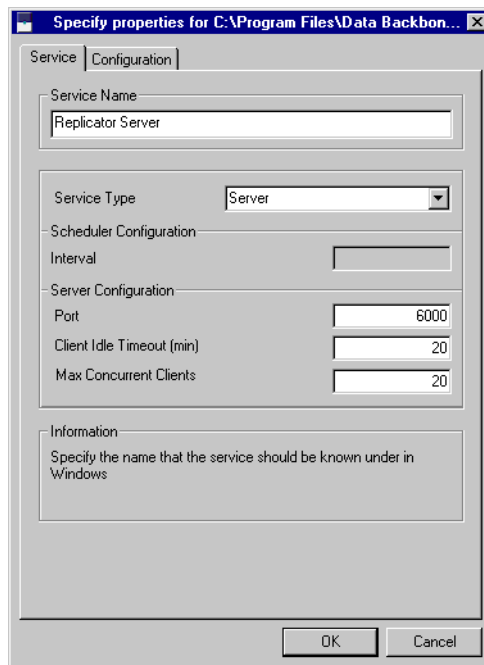 Specify properties for C:\Program Files\Data Backbon...
Service
Configuration
Service Name
Replicator Server
Service Type
Server
Scheduler Configuration
Interval
Server Configuration
Port
6000
Client Idle Timeout (min)
20
Max Concurrent Clients
20
Information
Specify the name that the service should be known under in
Windows
OK
Cancel